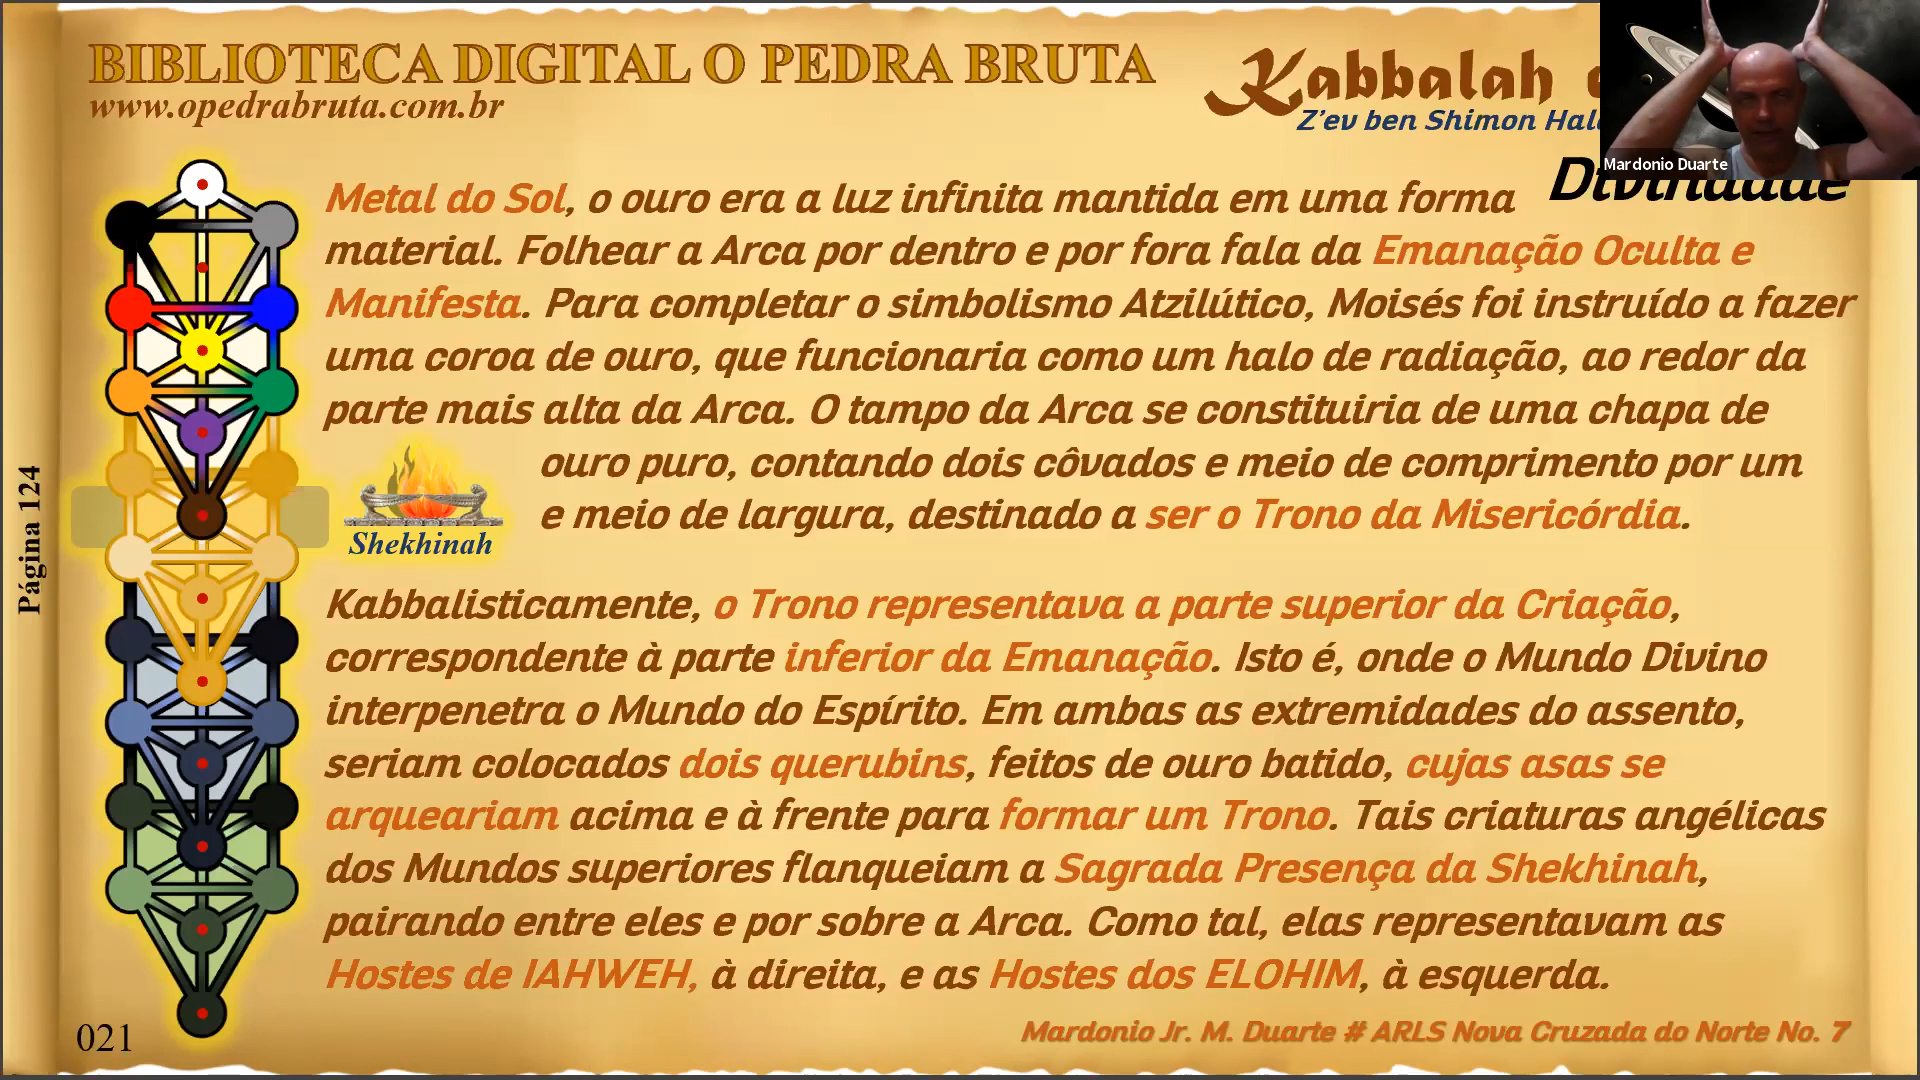 BIBLIOTECA DIGITAL O PEDRA BRUTA
www.opedrabruta.com.br
Kabbalah
Z'ev ben Shimon
Mardonio Duarte
Divindade
Metal do Sol, o ouro era a luz infinita mantida em uma forma
material. Folhear a Arca por dentro e por fora fala da Emanação Oculta e
Manifesta. Para completar o simbolismo Atzilútico, Moisés foi instruído a fazer
uma coroa de ouro, que funcionaria como um halo de radiação, ao redor da
parte mais alta da Arca. O tampo da Arca se constituiria de uma chapa de
ouro puro, contando dois côvados e meio de comprimento por um
e meio de largura, destinado a ser o Trono da Misericórdia.
Shekhinah
Página 124
Kabbalisticamente, o Trono representava a parte superior da Criação,
correspondente à parte inferior da Emanação. Isto é, onde o Mundo Divino
interpenetra o Mundo do Espírito. Em ambas as extremidades do assento,
seriam colocados dois querubins, feitos de ouro batido, cujas asas se
arqueariam acima e à frente para formar um Trono. Tais criaturas angélicas
dos Mundos superiores flanqueiam a Sagrada Presença da Shekhinah,
pairando entre eles e por sobre a Arca. Como tal, elas representavam as
Hostes de IAHWEH, à direita, e as Hostes dos ELOHIM, à esquerda.
021
Mardonio Jr. M. Duarte # ARLS Nova Cruzada do Norte No. 7